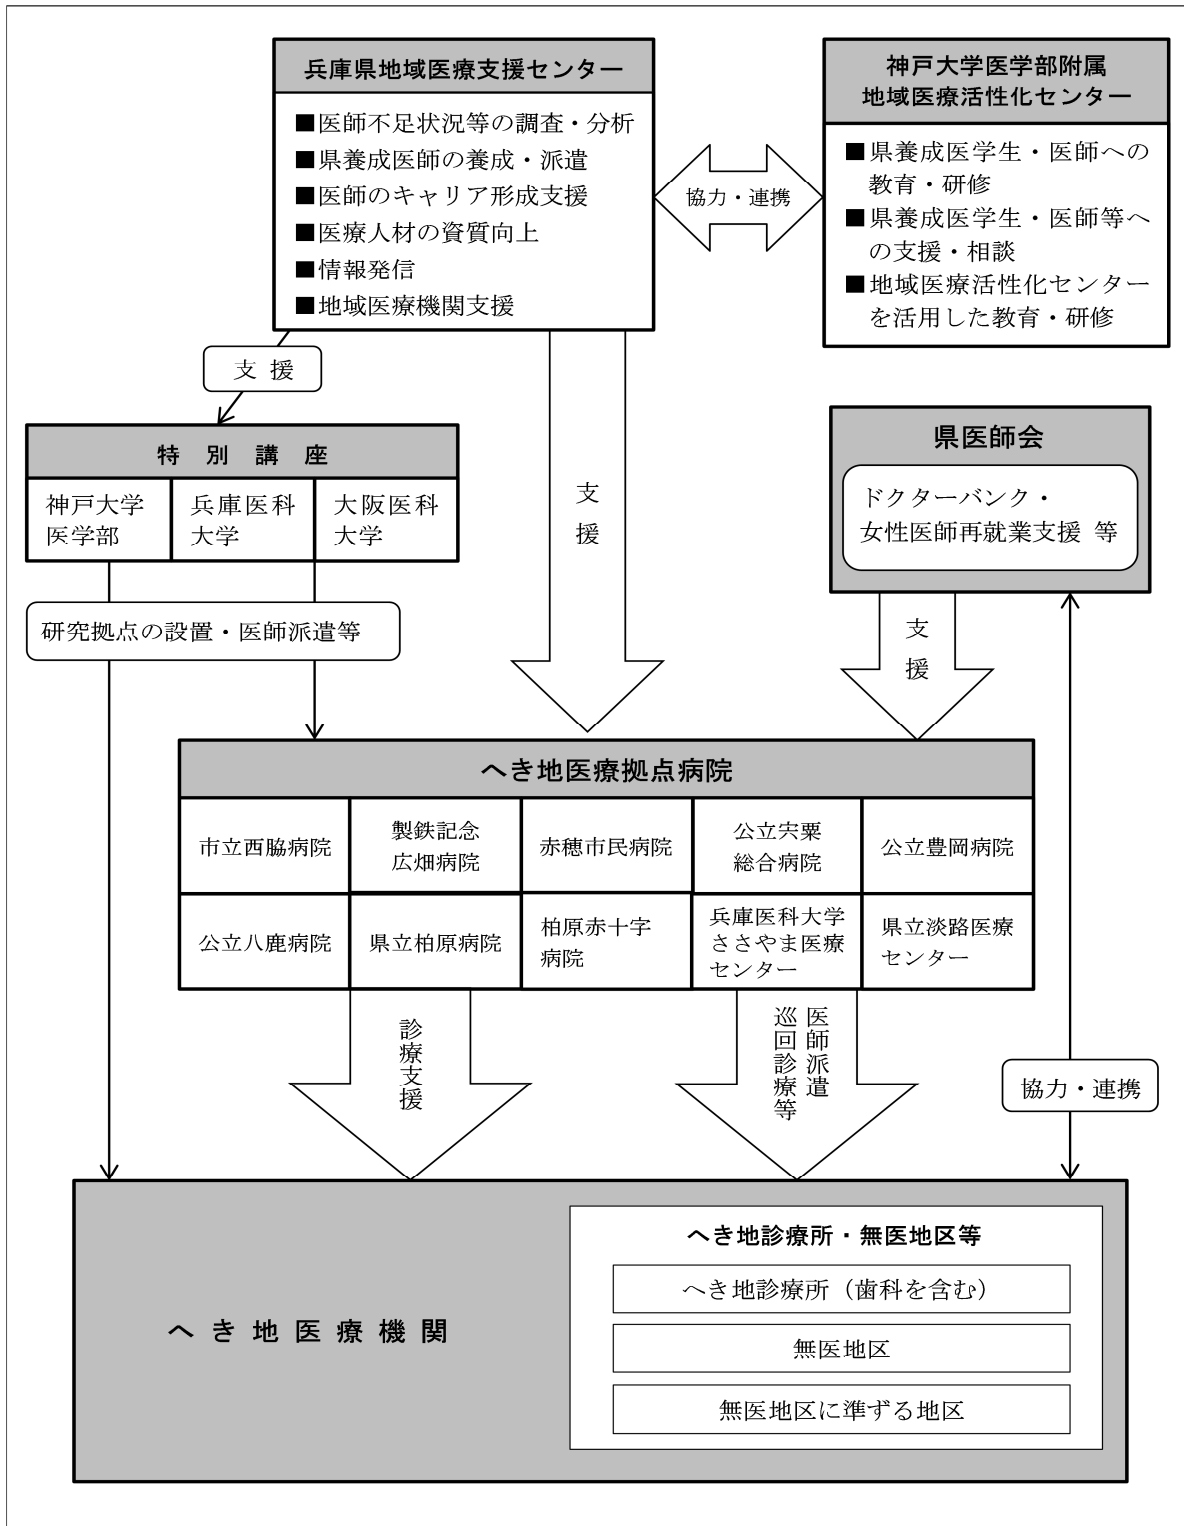 兵庫県地域医療支援センター
■医師不足状況等の調査・分析
■県養成医師の養成・派遣
■医師のキャリア形成支援
■医療人材の資質向上
■情報発信
■地域医療機関支援
協力・連携
神戸大学医学部附属
地域医療活性化センター
■県養成医学生・医師への
教育・研修
■県養成医学生・医師等へ
の支援・相談
■地域医療活性化センター
を活用した教育・研修
支 援
特 別 講 座
神戸大学
医学部
兵庫医科
大学
大阪医科
大学
支
援
県医師会
ドクターバンク・
女性医師再就業支援 等
研究拠点の設置・医師派遣等
支
援
へき地医療拠点病院
市立西脇病院
製鉄記念
広畑病院
赤穂市民病院
公立宍粟
総合病院
公立豊岡病院
公立八鹿病院
県立柏原病院
柏原赤十字
病院
兵庫医科大学
ささやま医療
センター
県立淡路医療
センター
診療支援
医師派遣
巡回診療等
協力・連携
へ き 地 医 療 機 関
へき地診療所・無医地区等
へき地診療所（歯科を含む）
無医地区
無医地区に準ずる地区